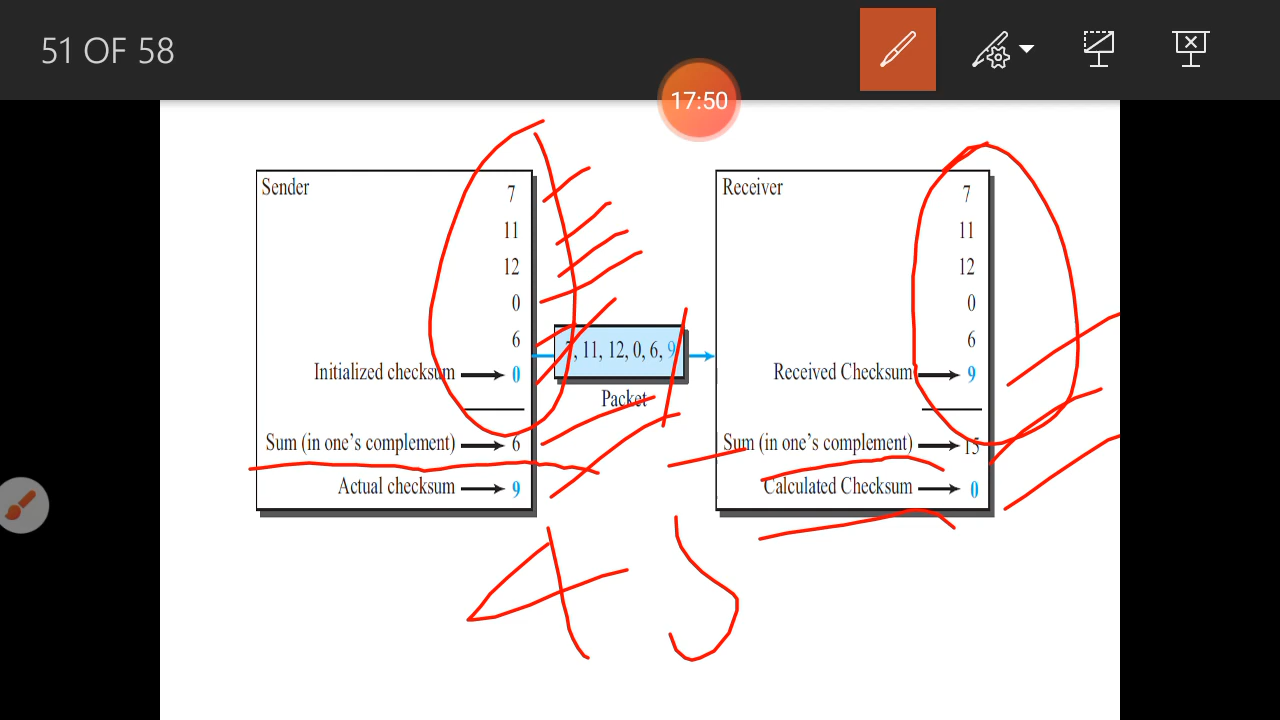 51 OF 58
17:50
Sender
7
11
12
0
6
Initialized checksum 0
Sum (in one's complement) 6
Actual checksum 9
7, 11, 12, 0, 6, 9
Packet
Receiver
7
11
12
0
6
Received Checksum 9
Sum (in one's complement) 15
Calculated Checksum 0
45